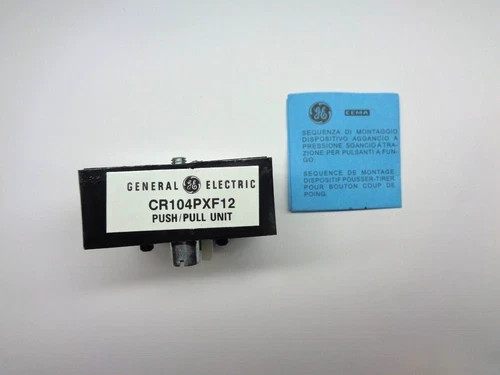 GENERAL GE ELECTRIC
CR104PXF12
PUSH/PULL UNIT
GE CEMA
SEQUENZA DI MONTAGGIO
DISPOSITIVO AGGANCIO A
PRESSIONE SGANCIO A TRA-
ZIONE PER PULSANTI A FUN-
GO.
SEQUENCE DE MONTAGE
DISPOSITIF POUSSER-TIRER
POUR BOUTON COUP DE
POING.